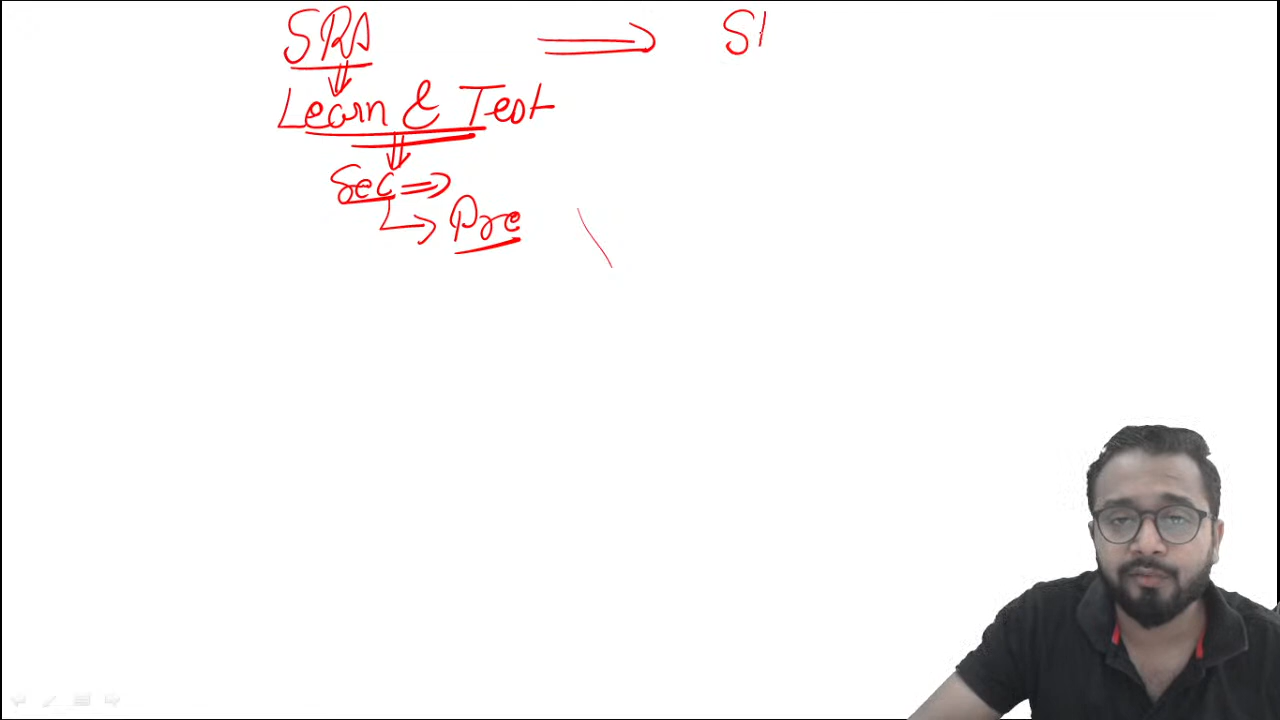 SRA ⇒ S
Learn & Test
Sec ⇒
↳ Pre